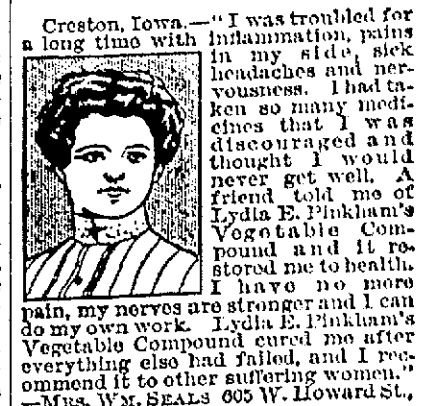 Creston, Iowa.—"I was troubled for
a long time with inflammation, pains
in my side, sick
headaches and ner-
vousness. I had ta-
ken so many medi-
cines that I was
discouraged and
thought I would
never get well. A
friend told me of
Lydia E. Pinkham's
Vegetable Com-
pound and it re-
stored me to health.
I have no more
pain, my nerves are stronger and I can
do my own work. Lydia E. Pinkham's
Vegetable Compound cured me after
everything else had failed, and I rec-
ommend it to other suffering women."
—MRS. WM. SEALS 605 W. Howard St.,